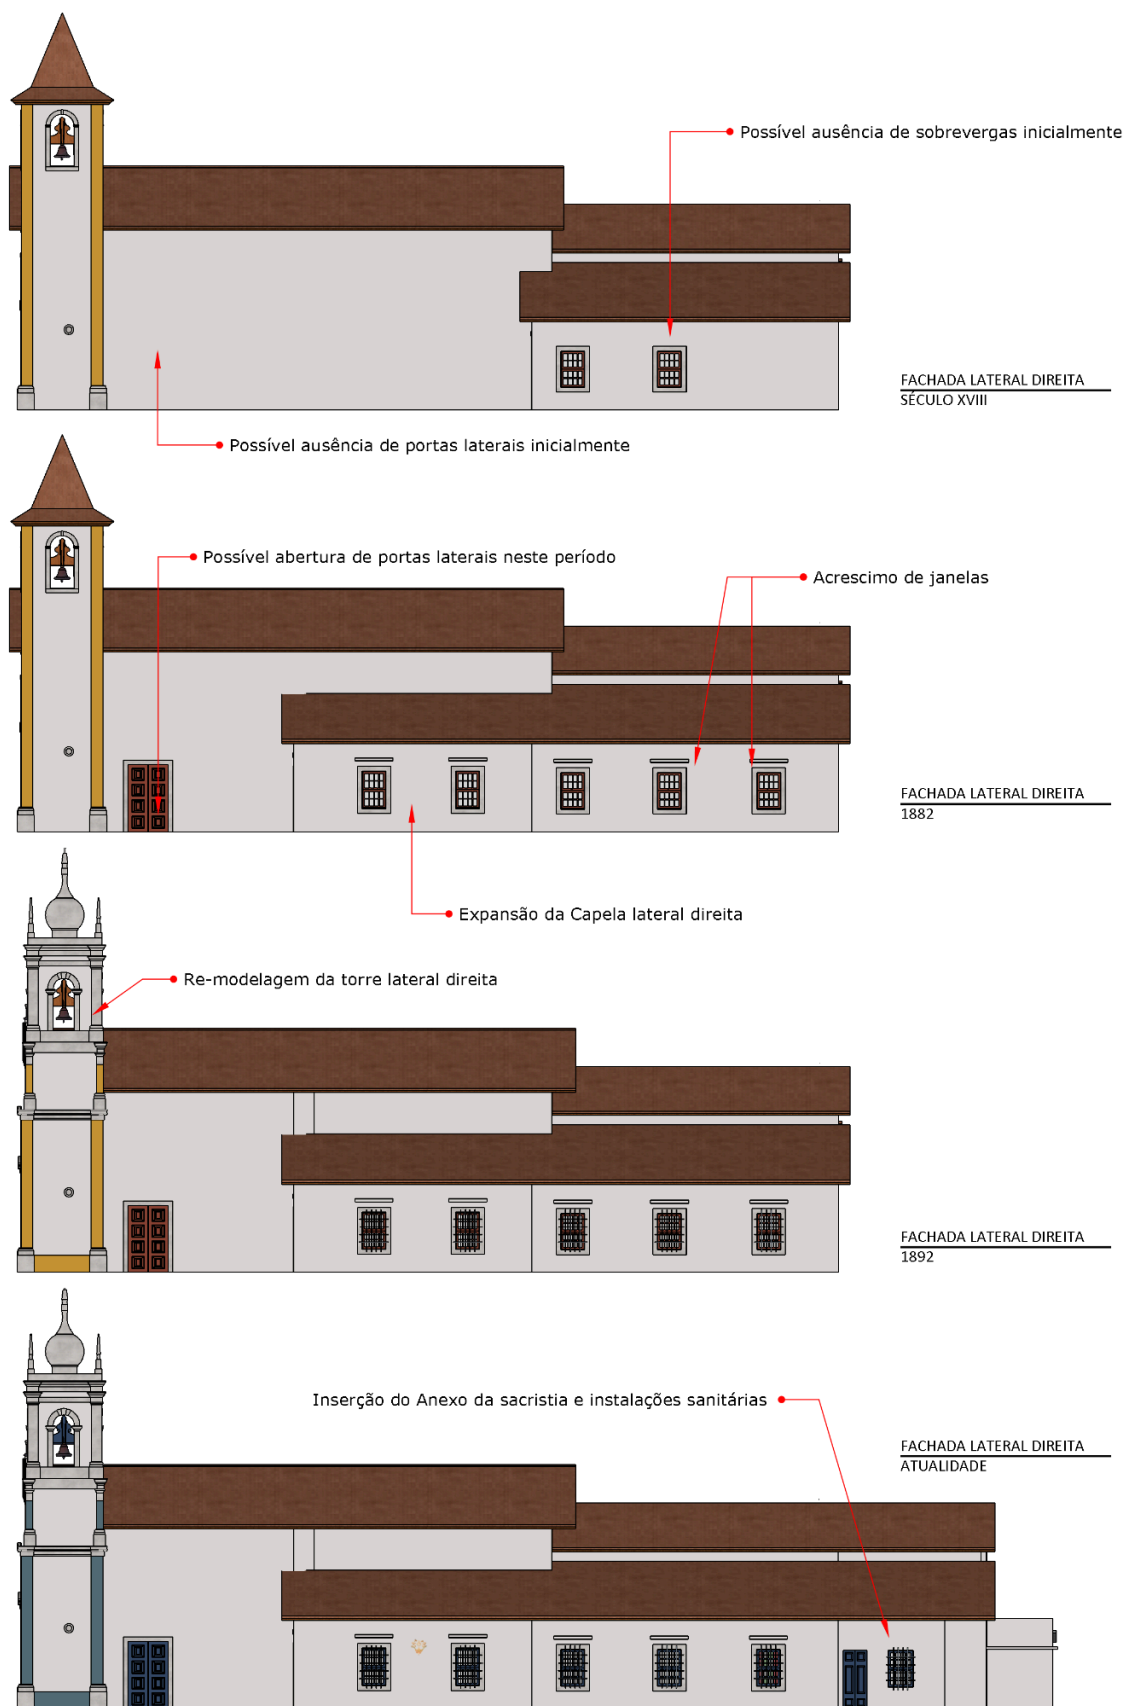 Possível ausência de sobrevergas inicialmente
FACHADA LATERAL DIREITA
SÉCULO XVIII
Possível ausência de portas laterais inicialmente
Possível abertura de portas laterais neste período
Acrescimo de janelas
FACHADA LATERAL DIREITA
1882
Expansão da Capela lateral direita
Re-modelagem da torre lateral direita
FACHADA LATERAL DIREITA
1892
Inserção do Anexo da sacristia e instalações sanitárias
FACHADA LATERAL DIREITA
ATUALIDADE